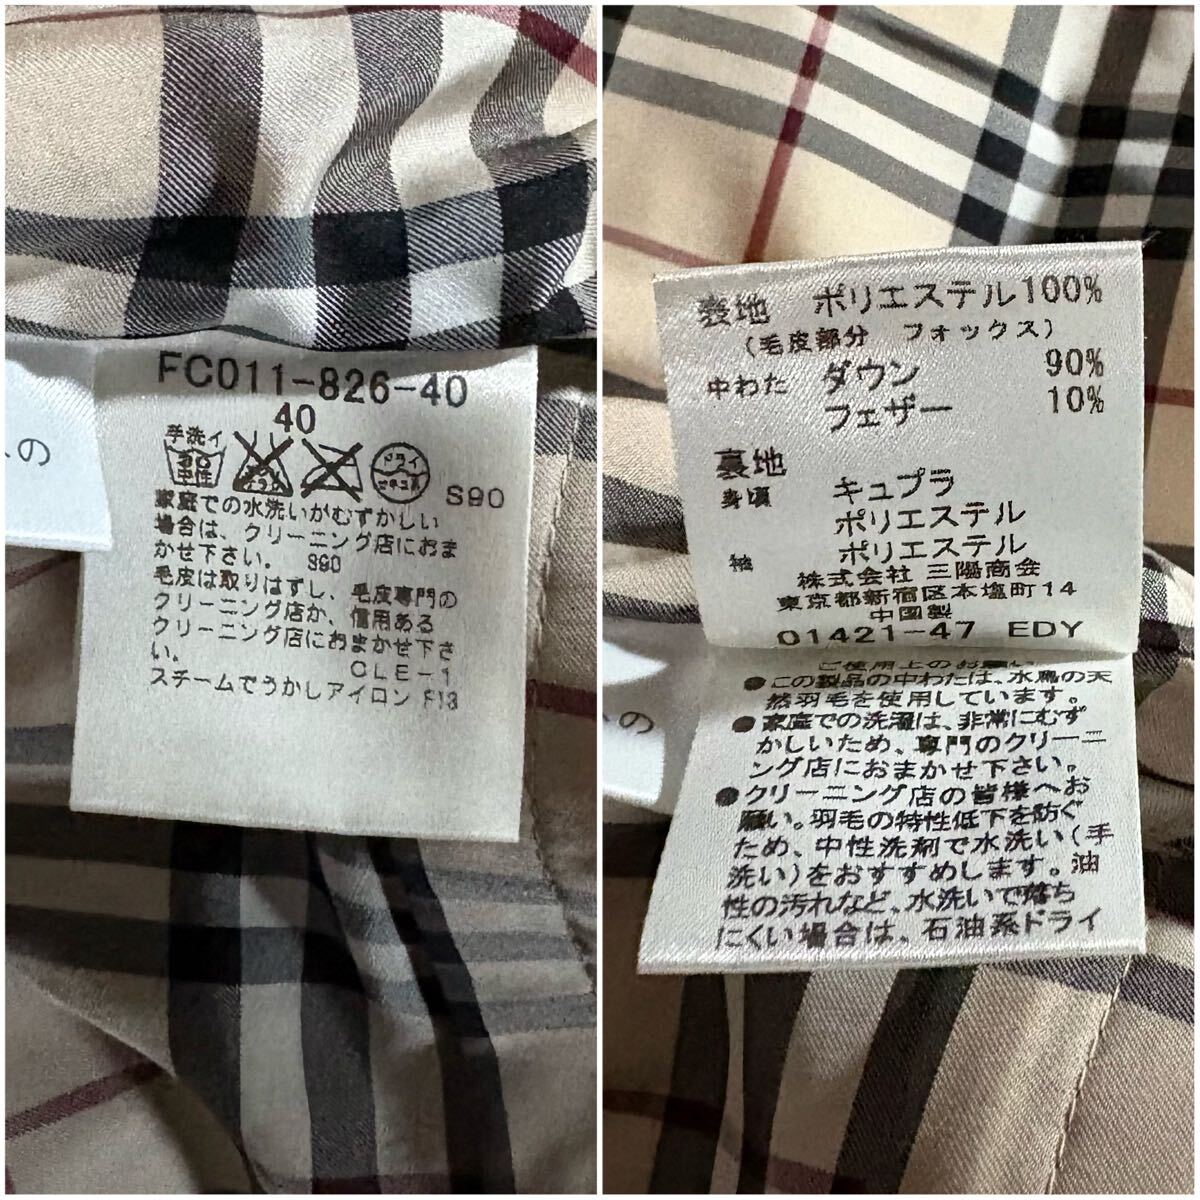 FC011-826-40
40
手洗イ
中性
ドライ
S90
家庭での水洗いがむずかしい
場合は、クリーニング店におま
かせ下さい。 S90
毛皮は取りはずし、毛皮専門の
クリーニング店か、信用ある
クリーニング店におまかせ下さ
い。 CLE-1
スチームでうかしアイロン F13
の
表地 ポリエステル100%
(毛皮部分 フォックス)
中わた ダウン 90%
フェザー 10%
裏地
身頃 キュプラ
ポリエステル
袖 ポリエステル
株式会社 三陽商会
東京都新宿区本塩町14
中国製
01421-47 EDY
ご使用上のお願い
●この製品の中わたは、水鳥の天
然羽毛を使用しています。
●家庭での洗濯は、非常にむず
かしいため、専門のクリーニ
ング店におまかせ下さい。
●クリーニング店の皆様へお
願い。羽毛の特性低下を防ぐ
ため、中性洗剤で水洗い(手
洗い)をおすすめします。油
性の汚れなど、水洗いで落ち
にくい場合は、石油系ドライ
の